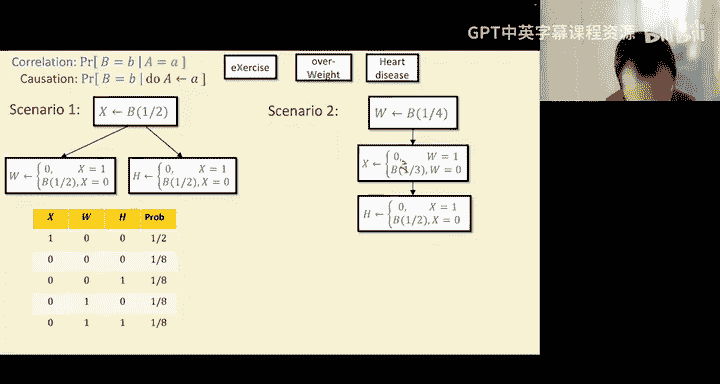 GPT中英字幕课程资源 bilibili
Correlation: Pr[ B = b | A = a ]
Causation: Pr[ B = b | do A ← a ]
eXercise
over-
Weight
Heart
disease
Scenario 1:
X ← B(1/2)
W ← { 0, X = 1
B(1/2), X = 0
H ← { 0, X = 1
B(1/2), X = 0
X W H Prob
1 0 0 1/2
0 0 0 1/8
0 0 1 1/8
0 1 0 1/8
0 1 1 1/8
Scenario 2:
W ← B(1/4)
X ← { 0, W = 1
B(1/3), W = 0
H ← { 0, X = 1
B(1/2), X = 0